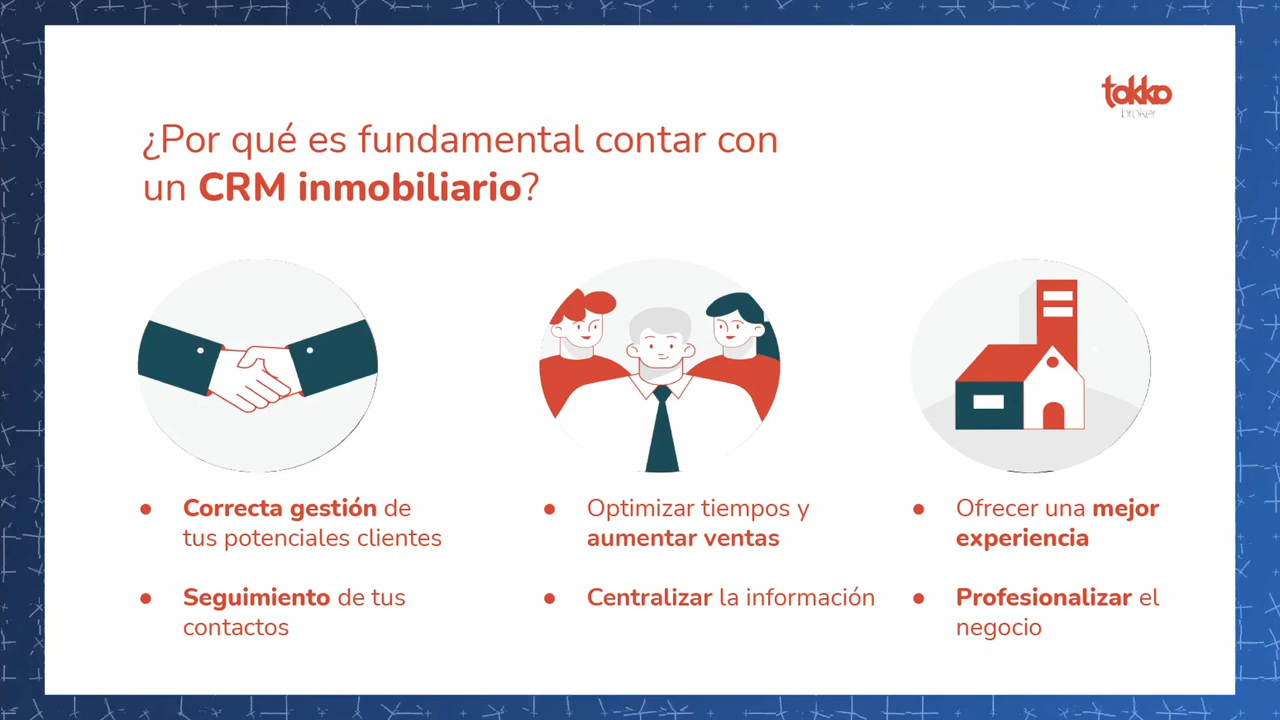 tokko
broker
¿Por qué es fundamental contar con
un CRM inmobiliario?
● Correcta gestión de
tus potenciales clientes
● Seguimiento de tus
contactos
● Optimizar tiempos y
aumentar ventas
● Centralizar la información
● Ofrecer una mejor
experiencia
● Profesionalizar el
negocio